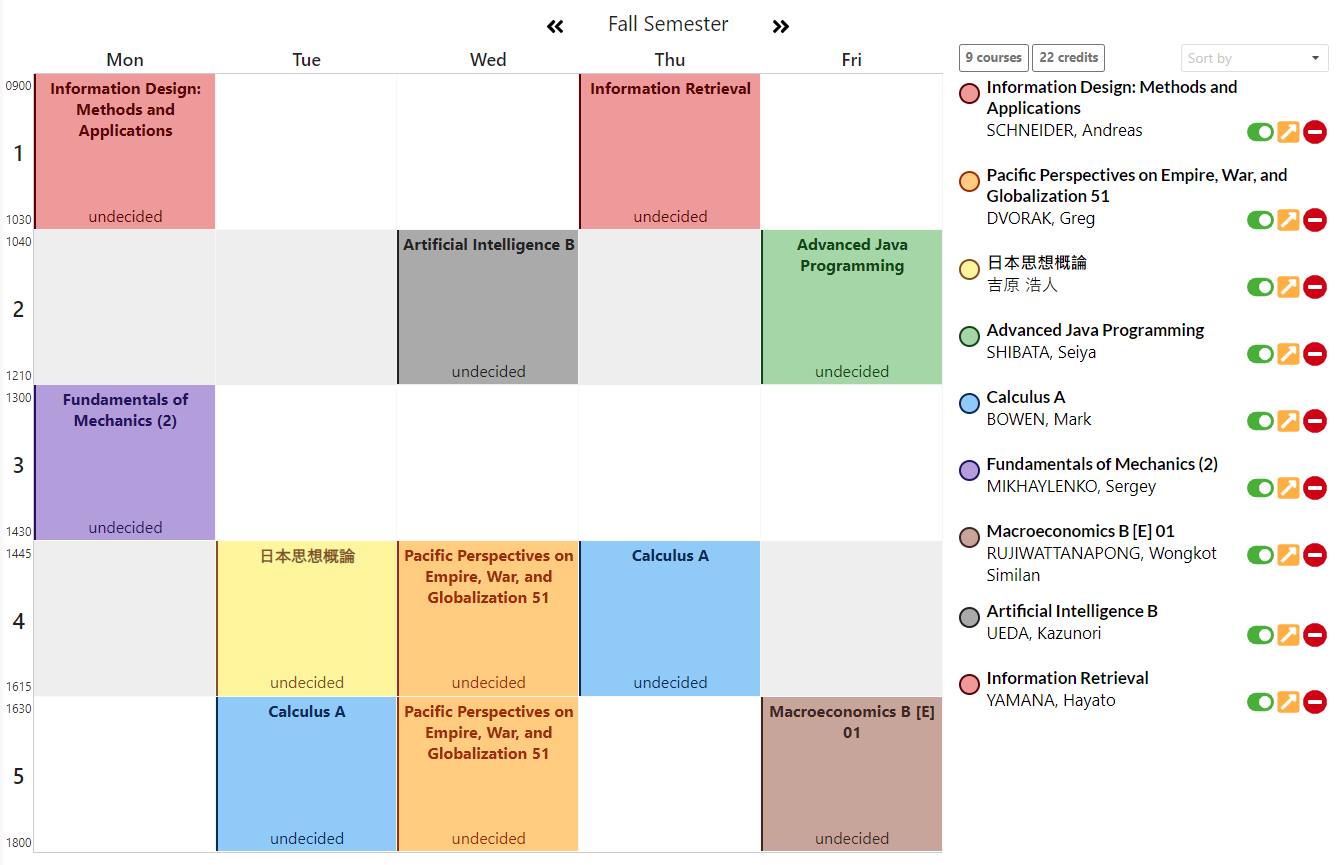 Fall Semester
Mon
Tue
Wed
Thu
Fri
0900
1
1030
Information Design:
Methods and
Applications
undecided
Information Retrieval
undecided
1040
2
1210
Artificial Intelligence B
undecided
Advanced Java
Programming
undecided
1300
3
1430
Fundamentals of
Mechanics (2)
undecided
1445
4
1615
日本思想概論
undecided
Pacific Perspectives on
Empire, War, and
Globalization 51
undecided
Calculus A
undecided
1630
5
1800
Calculus A
undecided
Pacific Perspectives on
Empire, War, and
Globalization 51
undecided
Macroeconomics B [E]
01
undecided
9 courses
22 credits
Sort by
Information Design: Methods and
Applications
SCHNEIDER, Andreas
Pacific Perspectives on Empire, War, and
Globalization 51
DVORAK, Greg
日本思想概論
吉原 浩人
Advanced Java Programming
SHIBATA, Seiya
Calculus A
BOWEN, Mark
Fundamentals of Mechanics (2)
MIKHAYLENKO, Sergey
Macroeconomics B [E] 01
RUJIWATTANAPONG, Wongkot
Similan
Artificial Intelligence B
UEDA, Kazunori
Information Retrieval
YAMANA, Hayato